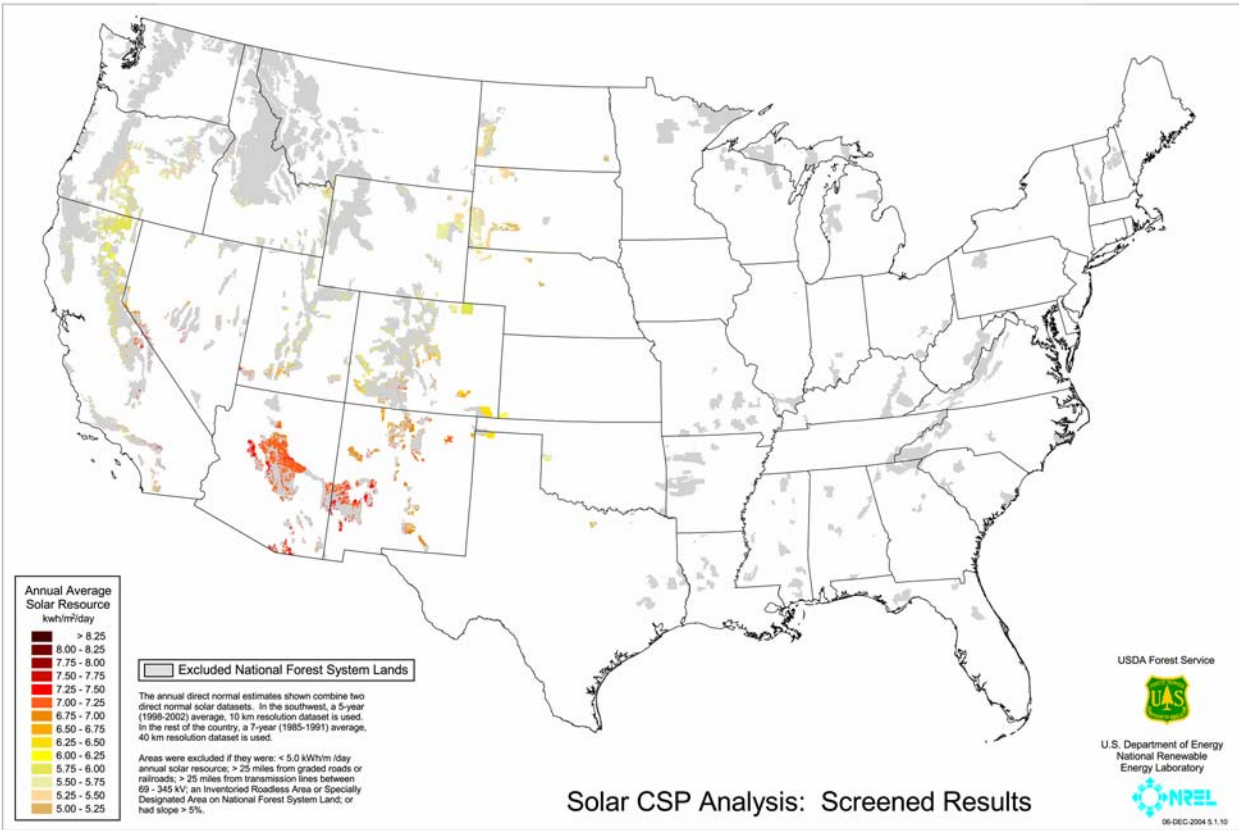 Annual Average
Solar Resource
kwh/m²/day
> 8.25
8.00 - 8.25
7.75 - 8.00
7.50 - 7.75
7.25 - 7.50
7.00 - 7.25
6.75 - 7.00
6.50 - 6.75
6.25 - 6.50
6.00 - 6.25
5.75 - 6.00
5.50 - 5.75
5.25 - 5.50
5.00 - 5.25
Excluded National Forest System Lands
The annual direct normal estimates shown combine two
direct normal solar datasets. In the southwest, a 5-year
(1998-2002) average, 10 km resolution dataset is used.
In the rest of the country, a 7-year (1985-1991) average,
40 km resolution dataset is used.
Areas were excluded if they were: < 5.0 kWh/m /day
annual solar resource; > 25 miles from graded roads or
railroads; > 25 miles from transmission lines between
69 - 345 kV; an Inventoried Roadless Area or Specially
Designated Area on National Forest System Land; or
had slope > 5%.
Solar CSP Analysis: Screened Results
USDA Forest Service
UAS
U.S. Department of Energy
National Renewable
Energy Laboratory
NREL
06-DEC-2004 5.1.10